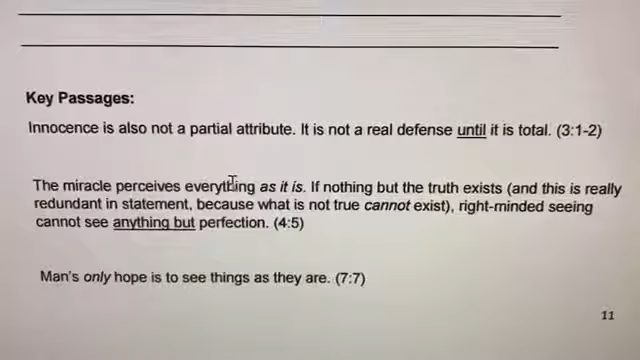 Key Passages:
Innocence is also not a partial attribute. It is not a real defense until it is total. (3:1-2)
The miracle perceives everything as it is. If nothing but the truth exists (and this is really
redundant in statement, because what is not true cannot exist), right-minded seeing
cannot see anything but perfection. (4:5)
Man's only hope is to see things as they are. (7:7)
11